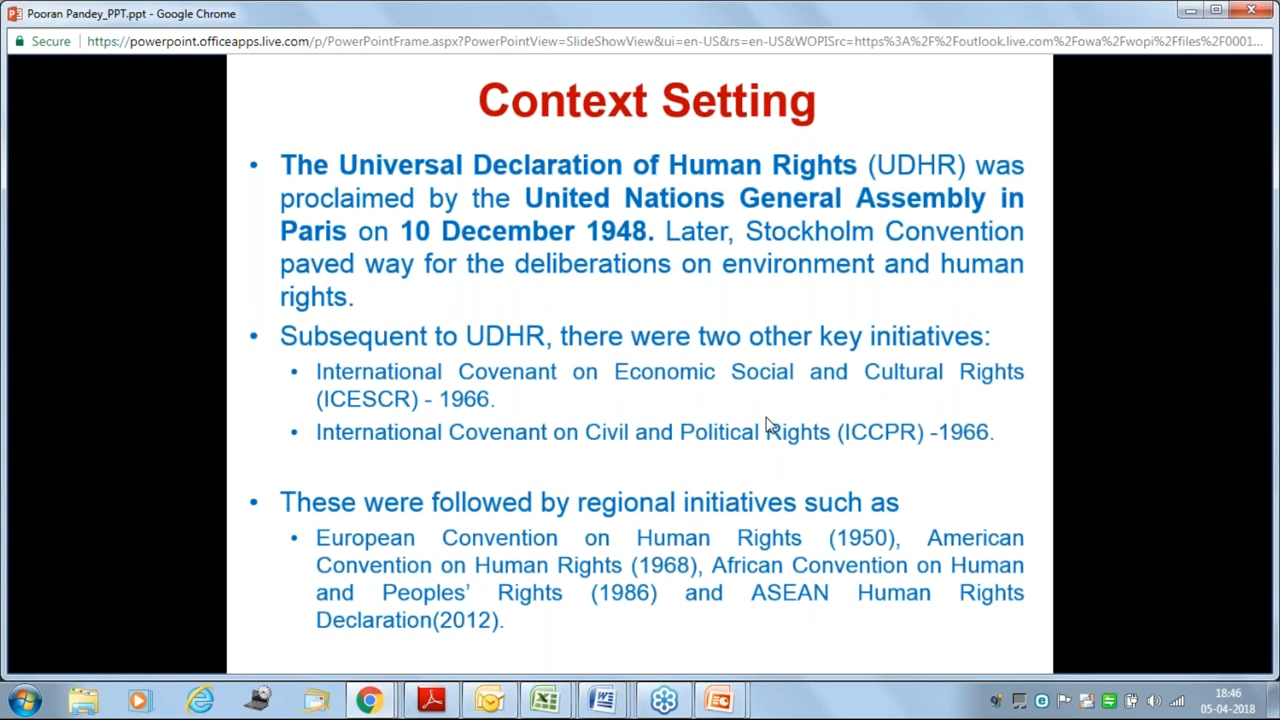 Pooran Pandey_PPT.ppt - Google Chrome
Secure https://powerpoint.officeapps.live.com/p/PowerPointFrame.aspx?PowerPointView=SlideShowView&ui=en-US&rs=en-US&WOPISrc=https%3A%2F%2Foutlook.live.com%2Fowa%2Fwopi%2Ffiles%2F0001...
Context Setting
• The Universal Declaration of Human Rights (UDHR) was
proclaimed by the United Nations General Assembly in
Paris on 10 December 1948. Later, Stockholm Convention
paved way for the deliberations on environment and human
rights.
• Subsequent to UDHR, there were two other key initiatives:
• International Covenant on Economic Social and Cultural Rights
(ICESCR) - 1966.
• International Covenant on Civil and Political Rights (ICCPR) -1966.
• These were followed by regional initiatives such as
• European Convention on Human Rights (1950), American
Convention on Human Rights (1968), African Convention on Human
and Peoples' Rights (1986) and ASEAN Human Rights
Declaration(2012).
18:46
05-04-2018